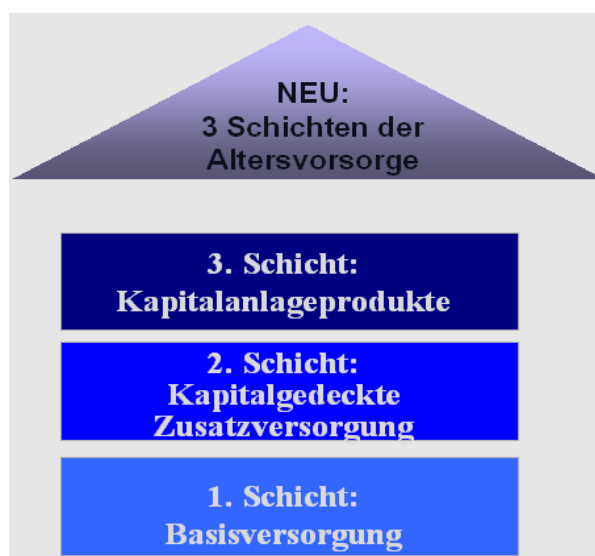 NEU:
3 Schichten der
Altersvorsorge
3. Schicht:
Kapitalanlageprodukte
2. Schicht:
Kapitalgedeckte
Zusatzversorgung
1. Schicht:
Basisversorgung